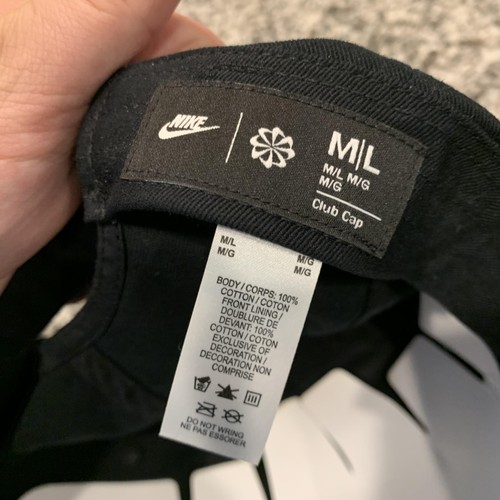 NIKE
M/L
M/L M/G
M/G
Club Cap
M/L
M/G
M/G
M/G
BODY / CORPS: 100%
COTTON / COTON
FRONT LINING /
DOUBLURE DE
DEVANT: 100%
COTTON / COTON
EXCLUSIVE OF
DECORATION /
DECORATION NON
COMPRISE
DO NOT WRING
NE PAS ESSORER